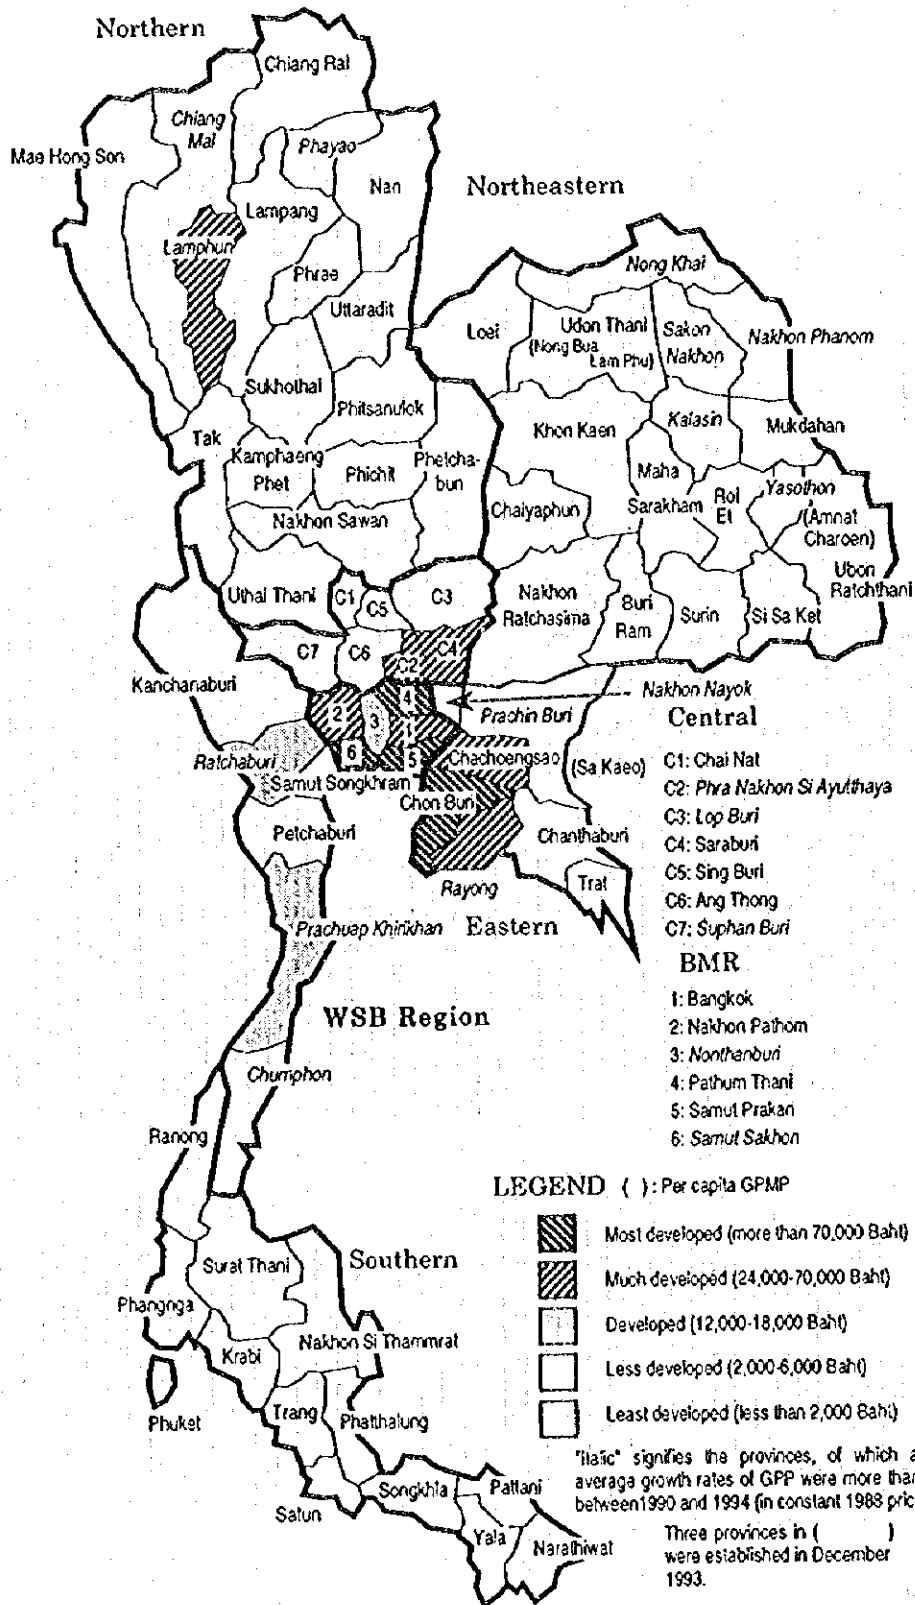 Northern
Chiang Rai
Chiang
Mai
Mae Hong Son
Phayao
Nan
Northeastern
Lampang
Lamphun
Phrae
Nong Khai
Uttaradit
Loei
Udon Thani
(Nong Bua
Lam Phu)
Sakon
Nakhon
Nakhon Phanom
Sukhothai
Phitsanulok
Tak
Khon Kaen
Kalasin
Mukdahan
Kamphaeng
Phet
Phichit
Phetcha-
bun
Maha
Sarakham
Roi
Et
Yasothon
(Amnat
Charoen)
Chaiyaphun
Nakhon Sawan
Ubon
Ratchthani
Uthai Thani
C1
C5
C3
Nakhon
Ratchasima
Buri
Ram
Surin
Si Sa Ket
C7
C6
C4
C2
Kanchanaburi
Nakhon Nayok
Prachin Buri
2
3
4
1
6
5
Ratchaburi
Samut Songkhram
Chachoengsao
(Sa Kaeo)
Chon Buri
Petchaburi
Chanthaburi
Rayong
Trat
Prachuap Khirikhan
Eastern
Central
C1: Chai Nat
C2: Phra Nakhon Si Ayutthaya
C3: Lop Buri
C4: Saraburi
C5: Sing Buri
C6: Ang Thong
C7: Suphan Buri
BMR
1: Bangkok
2: Nakhon Pathom
3: Nonthanburi
4: Pathum Thani
5: Samut Prakan
6: Samut Sakhon
WSB Region
Chumphon
Ranong
LEGEND ( ): Per capita GPMP
Most developed (more than 70,000 Baht)
Much developed (24,000-70,000 Baht)
Developed (12,000-18,000 Baht)
Less developed (2,000-6,000 Baht)
Least developed (less than 2,000 Baht)
Surat Thani
Southern
Phangnga
Krabi
Nakhon Si Thammrat
Phuket
Trang
Phatthalung
Satun
Songkhla
Pattani
Yala
Narathiwat
"Italic" signifies the provinces, of which a
average growth rates of GPP were more than
between1990 and 1994 (in constant 1988 pric
Three provinces in ( )
were established in December
1993.